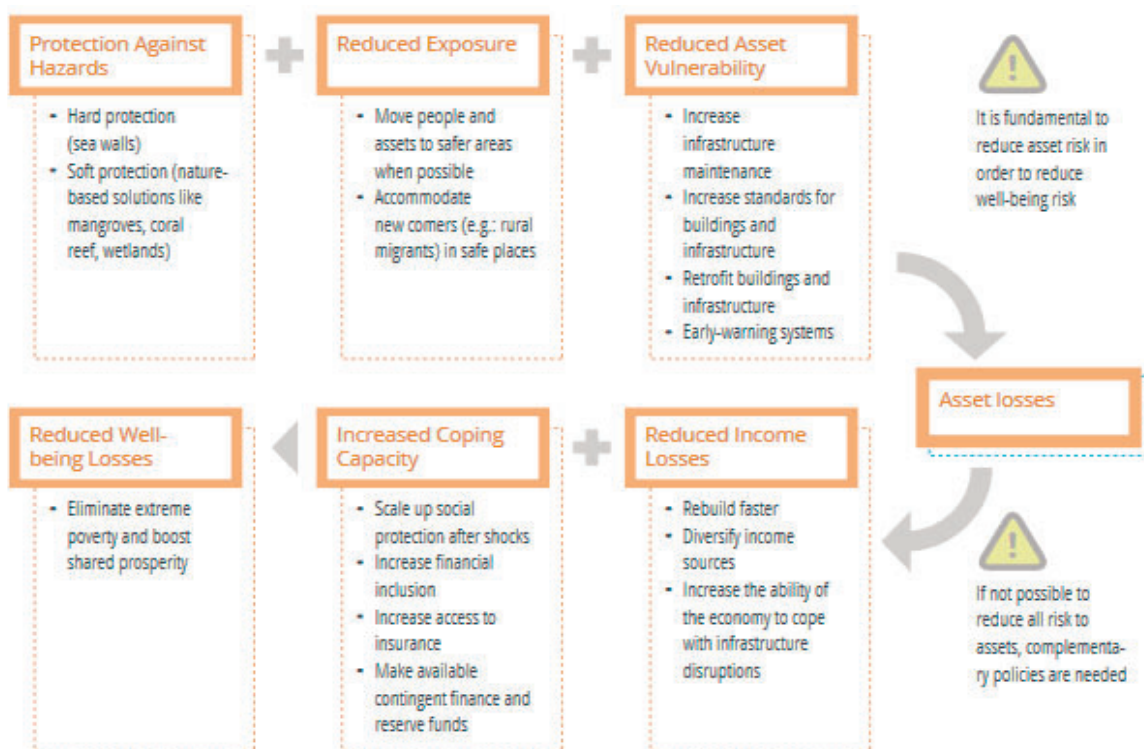 Protection Against
Hazards
- Hard protection
(sea walls)
- Soft protection (nature-
based solutions like
mangroves, coral
reef, wetlands)
Reduced Exposure
- Move people and
assets to safer areas
when possible
- Accommodate
new comers (e.g.: rural
migrants) in safe places
Reduced Asset
Vulnerability
- Increase
infrastructure
maintenance
- Increase standards for
buildings and
infrastructure
- Retrofit buildings and
infrastructure
- Early-warning systems
!
It is fundamental to
reduce asset risk in
order to reduce
well-being risk
Asset losses
Reduced Well-
being Losses
- Eliminate extreme
poverty and boost
shared prosperity
Increased Coping
Capacity
- Scale up social
protection after shocks
- Increase financial
inclusion
- Increase access to
insurance
- Make available
contingent finance and
reserve funds
Reduced Income
Losses
- Rebuild faster
- Diversify income
sources
- Increase the ability of
the economy to cope
with infrastructure
disruptions
!
If not possible to
reduce all risk to
assets, complementa-
ry policies are needed